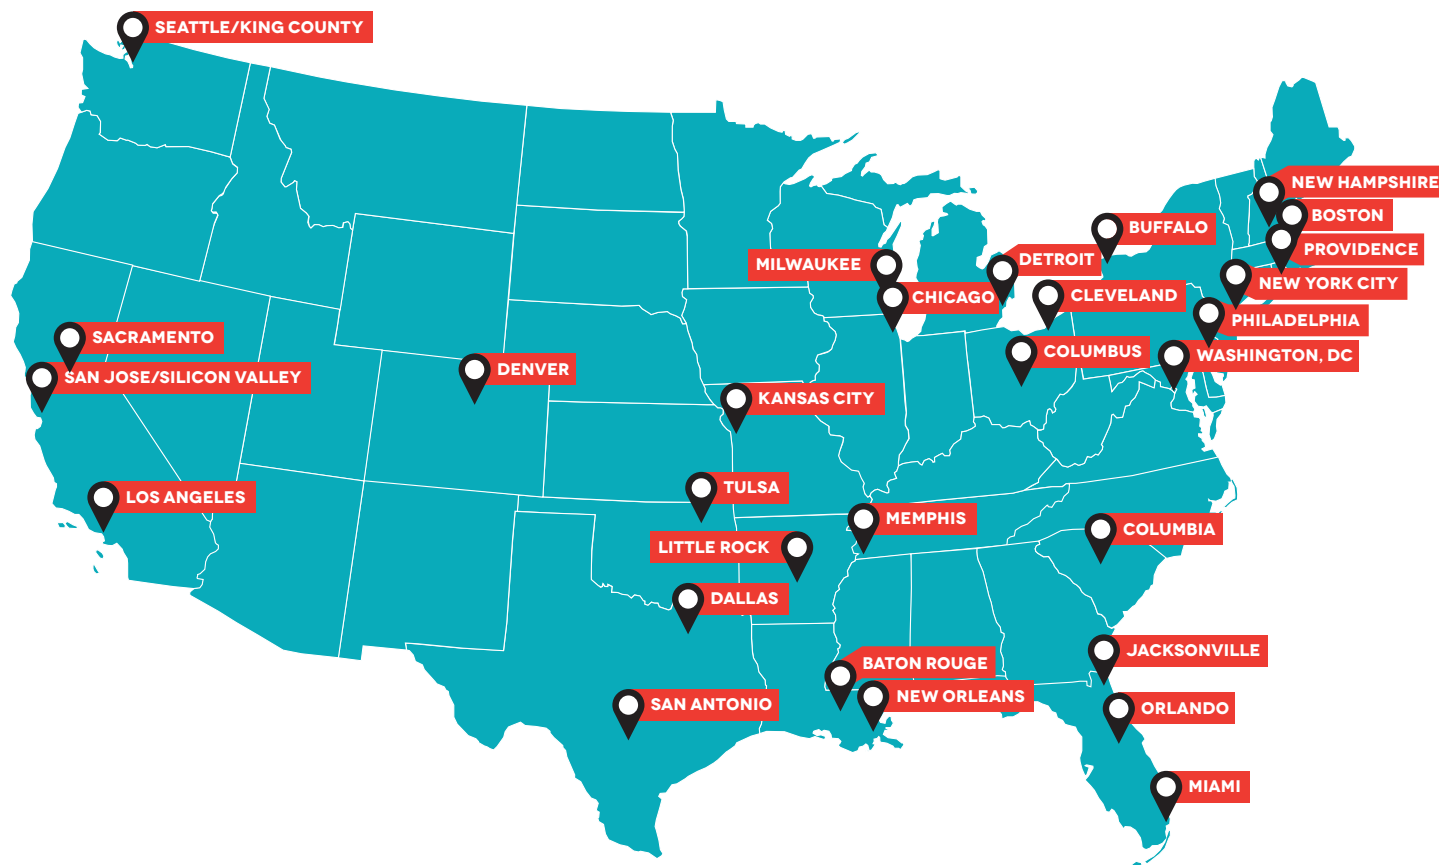 SEATTLE/KING COUNTY
NEW HAMPSHIRE
BOSTON
BUFFALO
PROVIDENCE
MILWAUKEE
DETROIT
NEW YORK CITY
CHICAGO
CLEVELAND
PHILADELPHIA
SACRAMENTO
COLUMBUS
WASHINGTON, DC
SAN JOSE/SILICON VALLEY
DENVER
KANSAS CITY
TULSA
LOS ANGELES
MEMPHIS
COLUMBIA
LITTLE ROCK
DALLAS
JACKSONVILLE
BATON ROUGE
NEW ORLEANS
SAN ANTONIO
ORLANDO
MIAMI